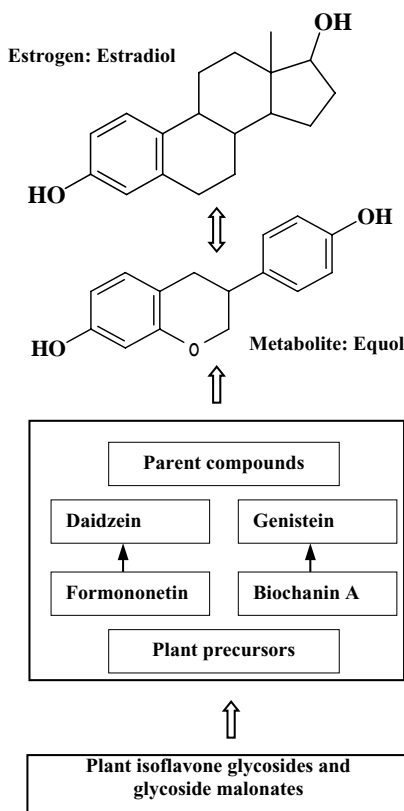 OH
Estrogen: Estradiol
HO
OH
HO
O
Metabolite: Equol
Parent compounds
Daidzein
Genistein
Formononetin
Biochanin A
Plant precursors
Plant isoflavone glycosides and
glycoside malonates